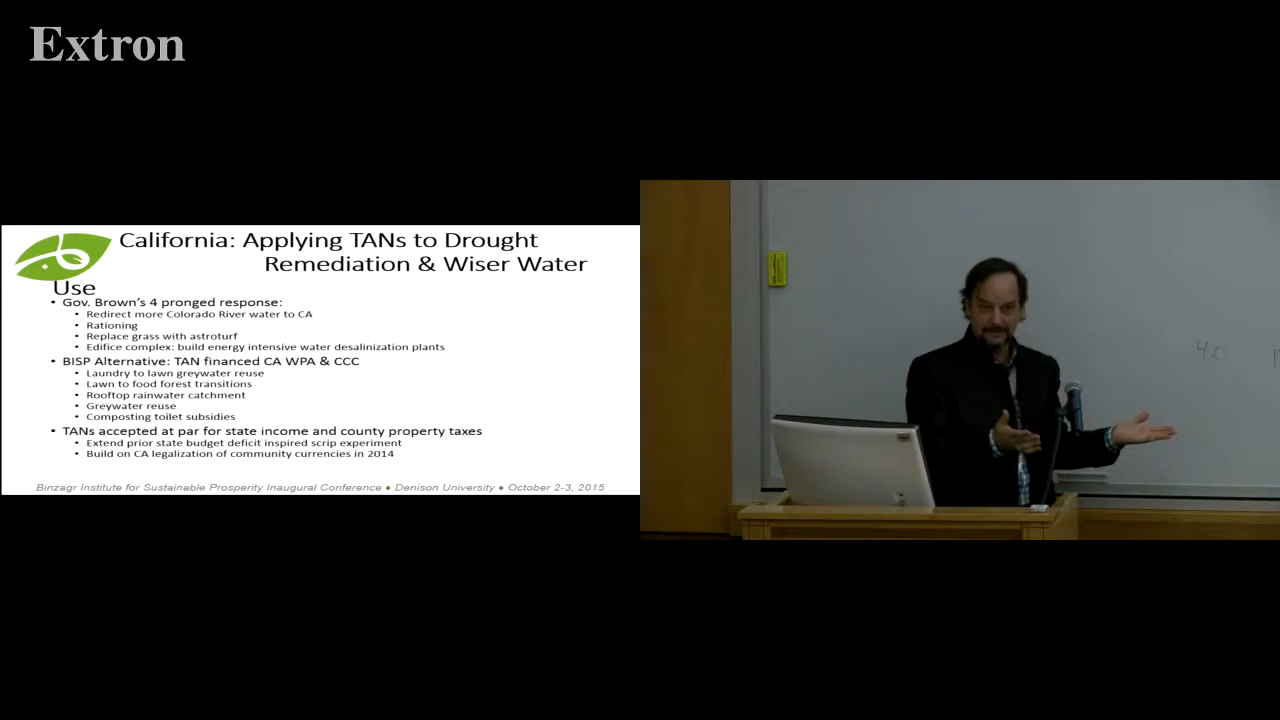 Extron
California: Applying TANs to Drought
Remediation & Wiser Water
Use
• Gov. Brown's 4 pronged response:
• Redirect more Colorado River water to CA
• Rationing
• Replace grass with astroturf
• Edifice complex: build energy intensive water desalinization plants
• BISP Alternative: TAN financed CA WPA & CCC
• Laundry to lawn greywater reuse
• Lawn to food forest transitions
• Rooftop rainwater catchment
• Greywater reuse
• Composting toilet subsidies
• TANs accepted at par for state income and county property taxes
• Extend prior state budget deficit inspired scrip experiment
• Build on CA legalization of community currencies in 2014
Binzagr Institute for Sustainable Prosperity Inaugural Conference ♦ Denison University ♦ October 2-3, 2015
4.0